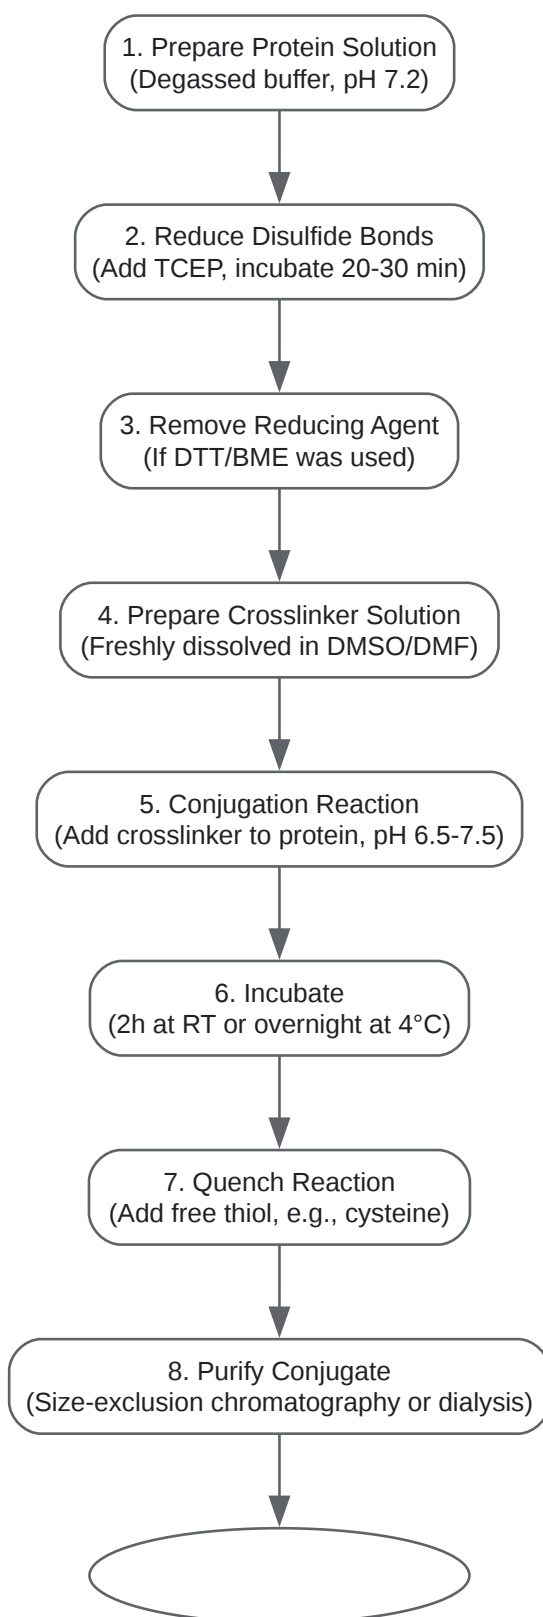 1. Prepare Protein Solution
(Degassed buffer, pH 7.2)
2. Reduce Disulfide Bonds
(Add TCEP, incubate 20-30 min)
3. Remove Reducing Agent
(If DTT/BME was used)
4. Prepare Crosslinker Solution
(Freshly dissolved in DMSO/DMF)
5. Conjugation Reaction
(Add crosslinker to protein, pH 6.5-7.5)
6. Incubate
(2h at RT or overnight at 4°C)
7. Quench Reaction
(Add free thiol, e.g., cysteine)
8. Purify Conjugate
(Size-exclusion chromatography or dialysis)